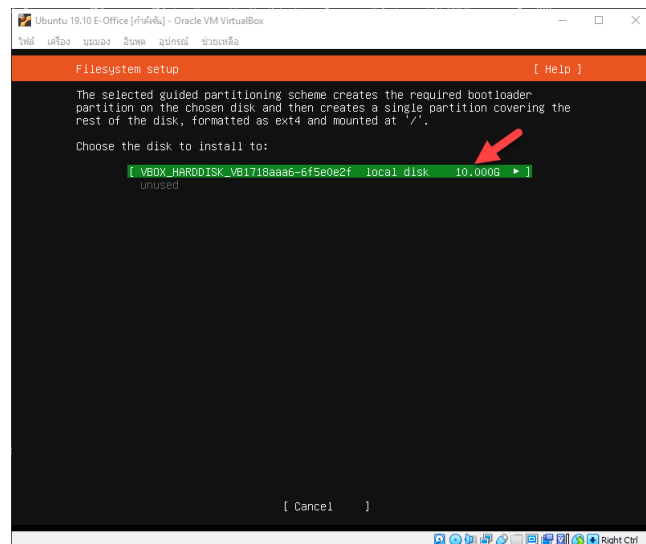 Ubuntu 19.10 E-Office [กำลังรัน] - Oracle VM VirtualBox
ไฟล์ เครื่อง มุมมอง อินพุต อุปกรณ์ ช่วยเหลือ
Filesystem setup [ Help ]
The selected guided partitioning scheme creates the required bootloader
partition on the chosen disk and then creates a single partition covering the
rest of the disk, formatted as ext4 and mounted at '/'.
Choose the disk to install to:
[ VBOX_HARDDISK_VB1718aaa6-6f5e0e2f local disk 10.000G ▸ ]
unused
[ Cancel ]
Right Ctrl